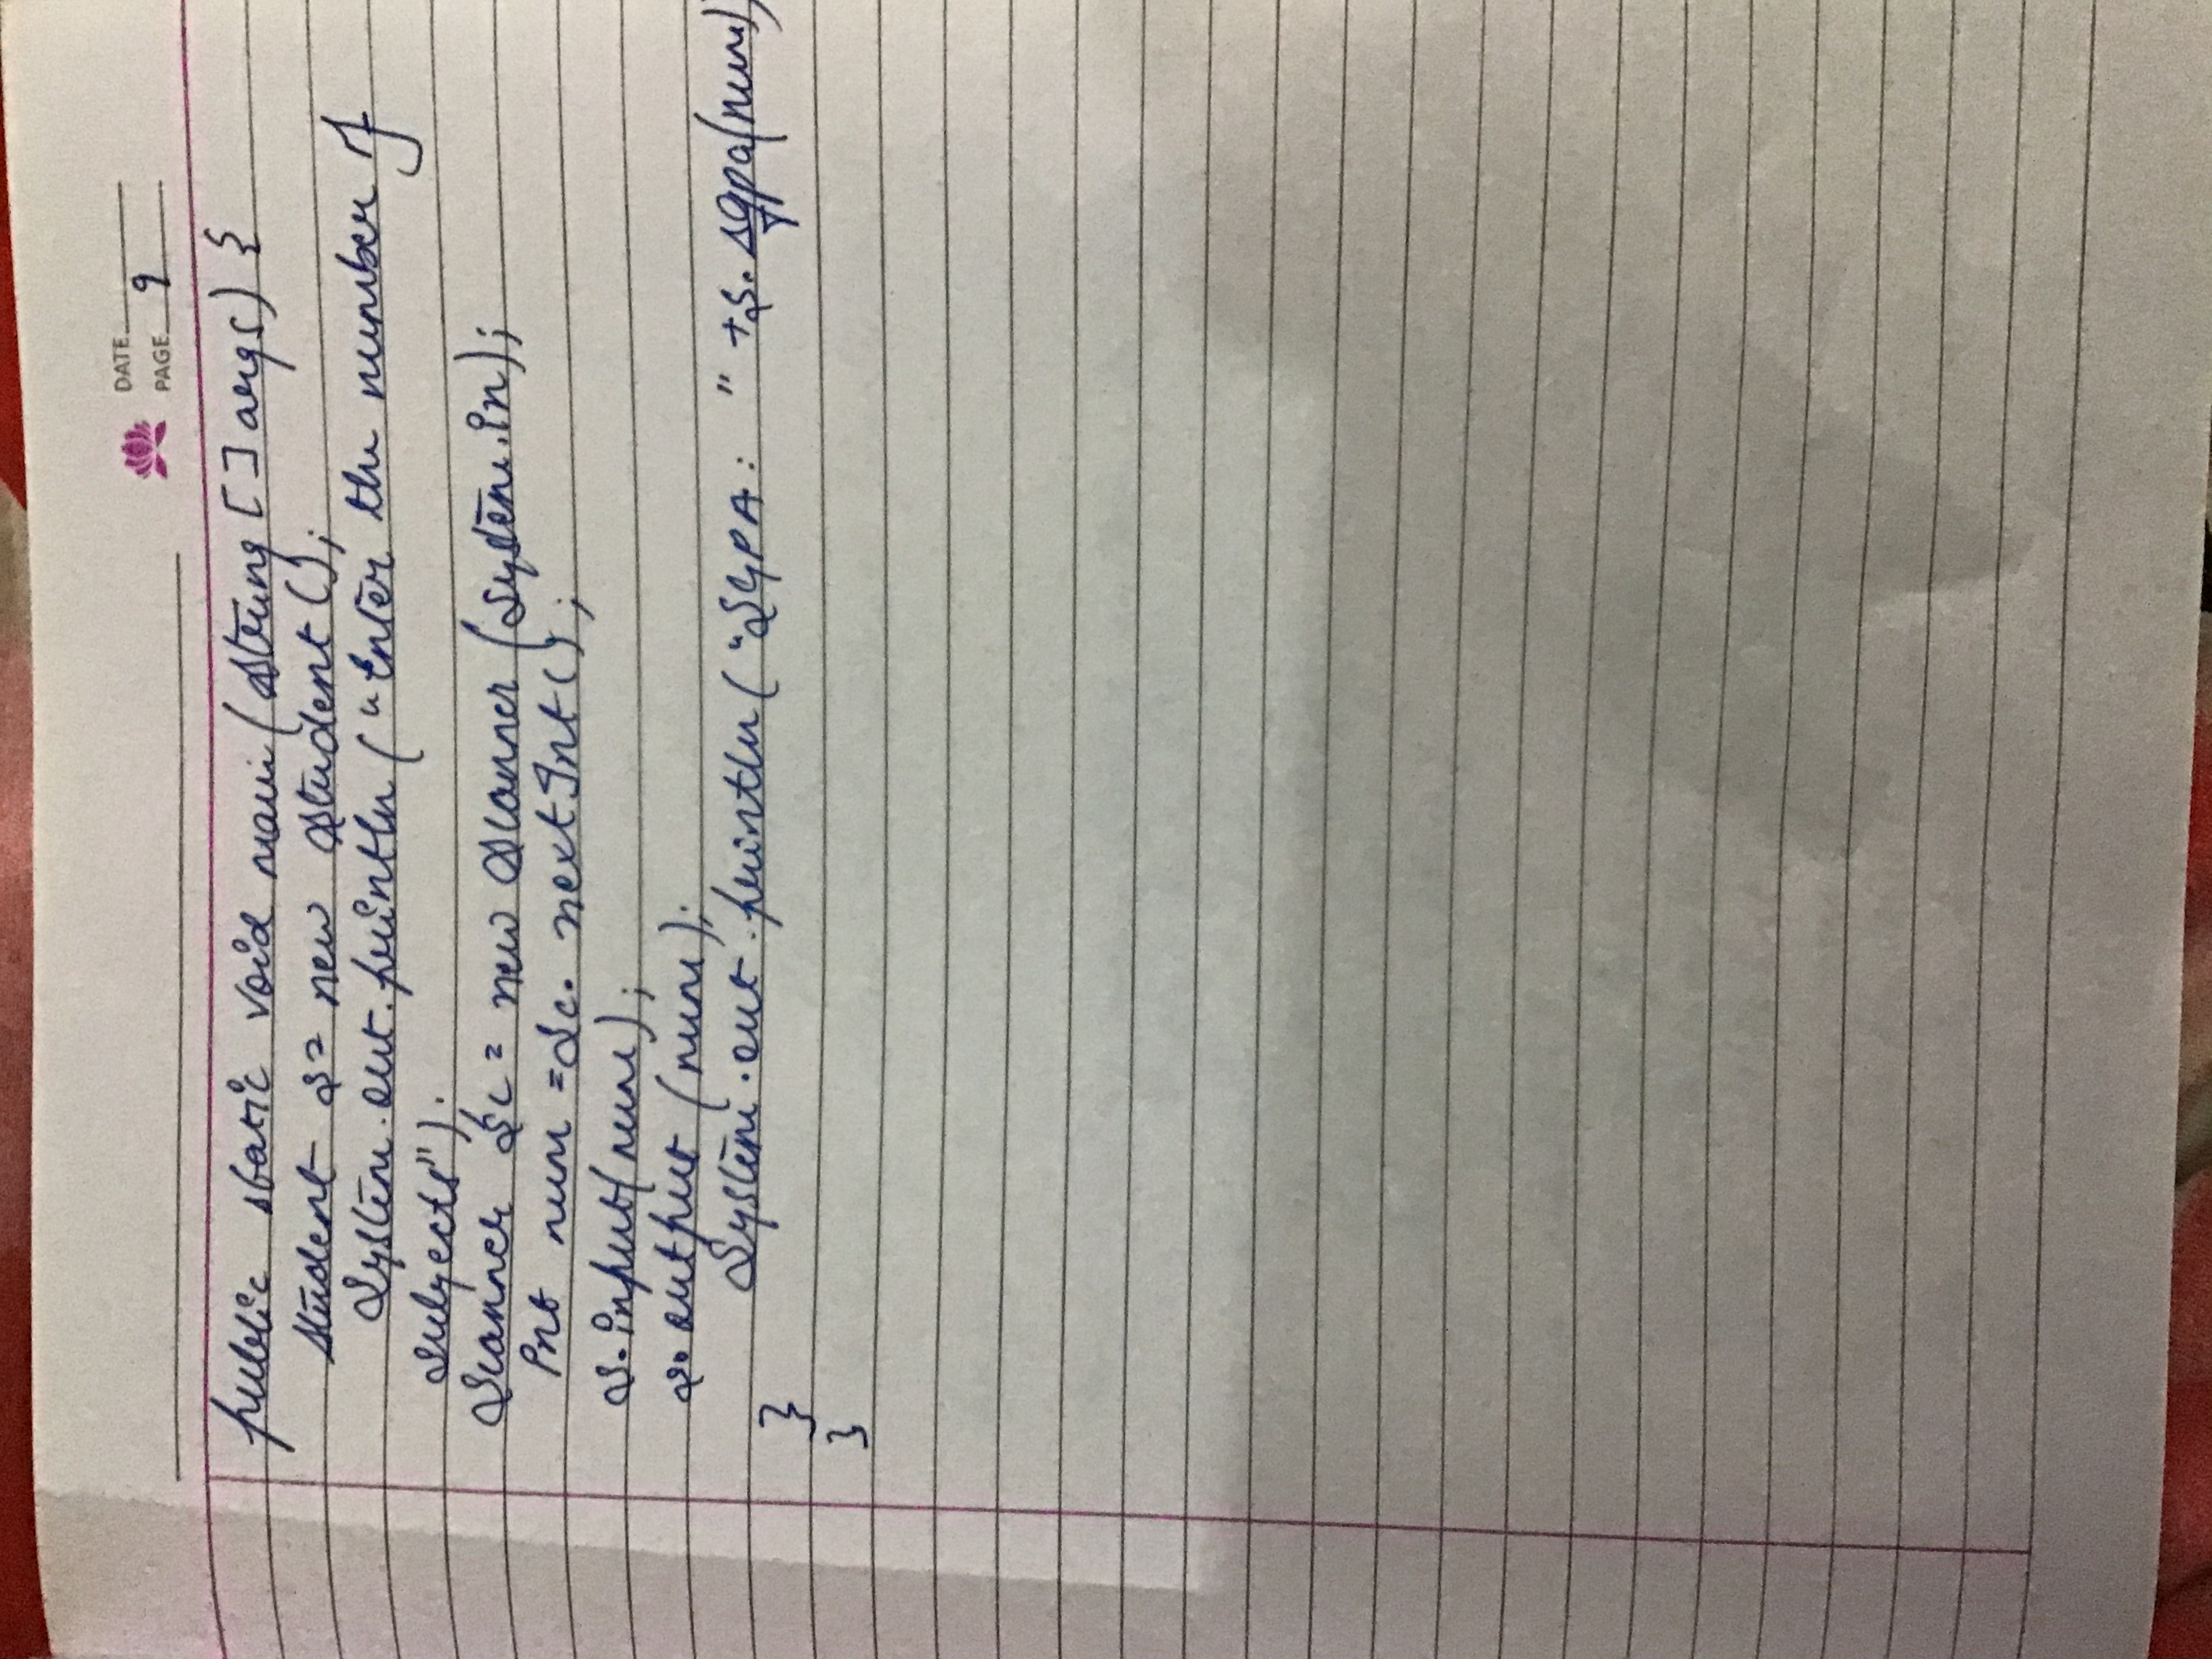 DATE
PAGE 9
public static void main (String [] args) {
Student s = new Student ();
System.out.println ("Enter the number of
subjects");
Scanner Sc = new Scanner (System.in);
int num = Sc. nextInt ();
s.input(num);
s.output (num);
System.out.println ("SGPA: " +s.sgpa(num)
}
}